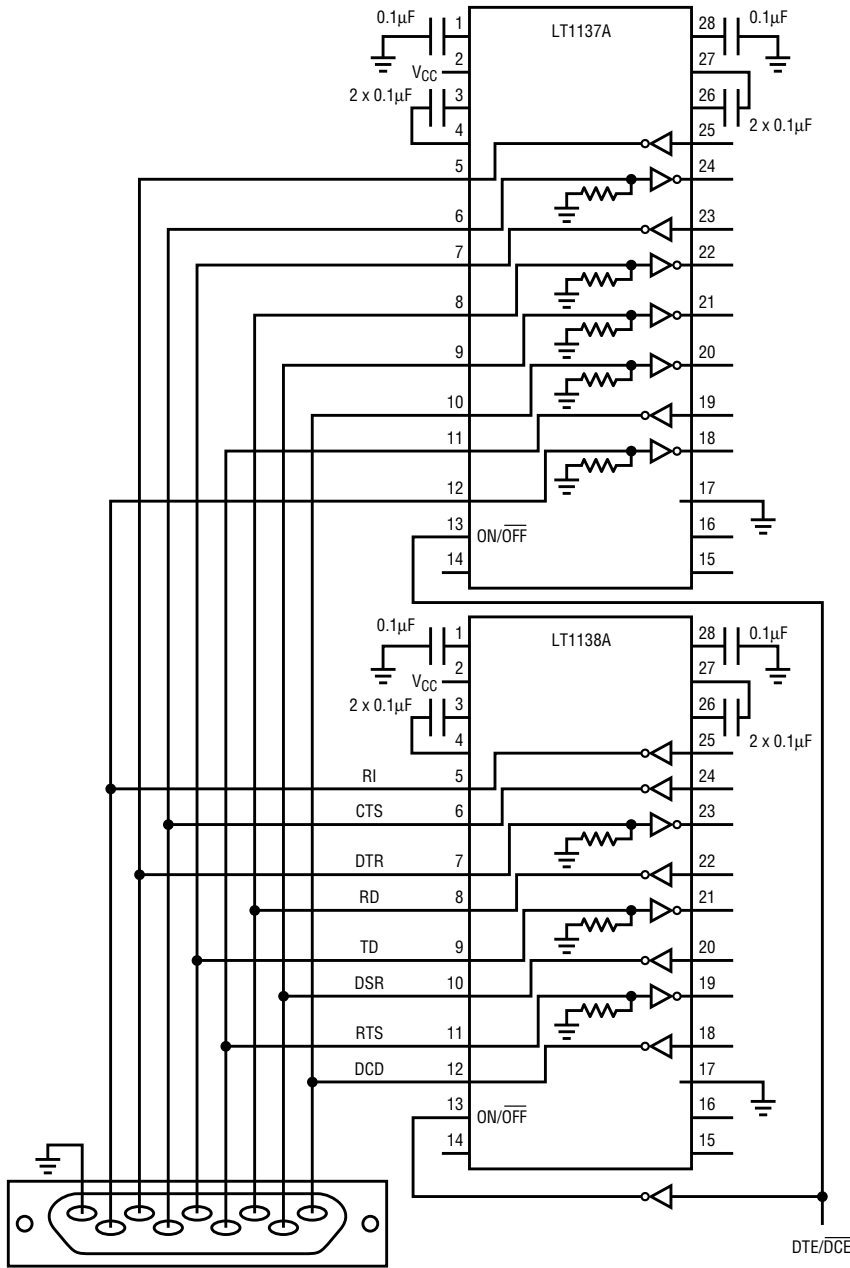 0.1µF 1 LT1137A 28 0.1µF
2 27
VCC
2 x 0.1µF 3 26
4 25 2 x 0.1µF
5 24
6 23
7 22
8 21
9 20
10 19
11 18
12 17
13 ON/OFF 16
14 15
0.1µF 1 LT1138A 28 0.1µF
2 27
VCC
2 x 0.1µF 3 26
4 25 2 x 0.1µF
RI 5 24
CTS 6 23
DTR 7 22
RD 8 21
TD 9 20
DSR 10 19
RTS 11 18
DCD 12 17
13 ON/OFF 16
14 15
DTE/DCE